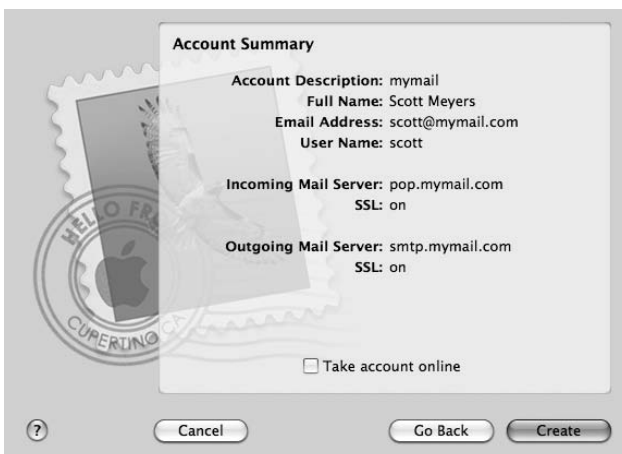 Account Summary
Account Description: mymail
Full Name: Scott Meyers
Email Address: scott@mymail.com
User Name: scott
Incoming Mail Server: pop.mymail.com
SSL: on
Outgoing Mail Server: smtp.mymail.com
SSL: on
HELLO FR
CUPERTINO CA
Take account online
?
Cancel
Go Back
Create